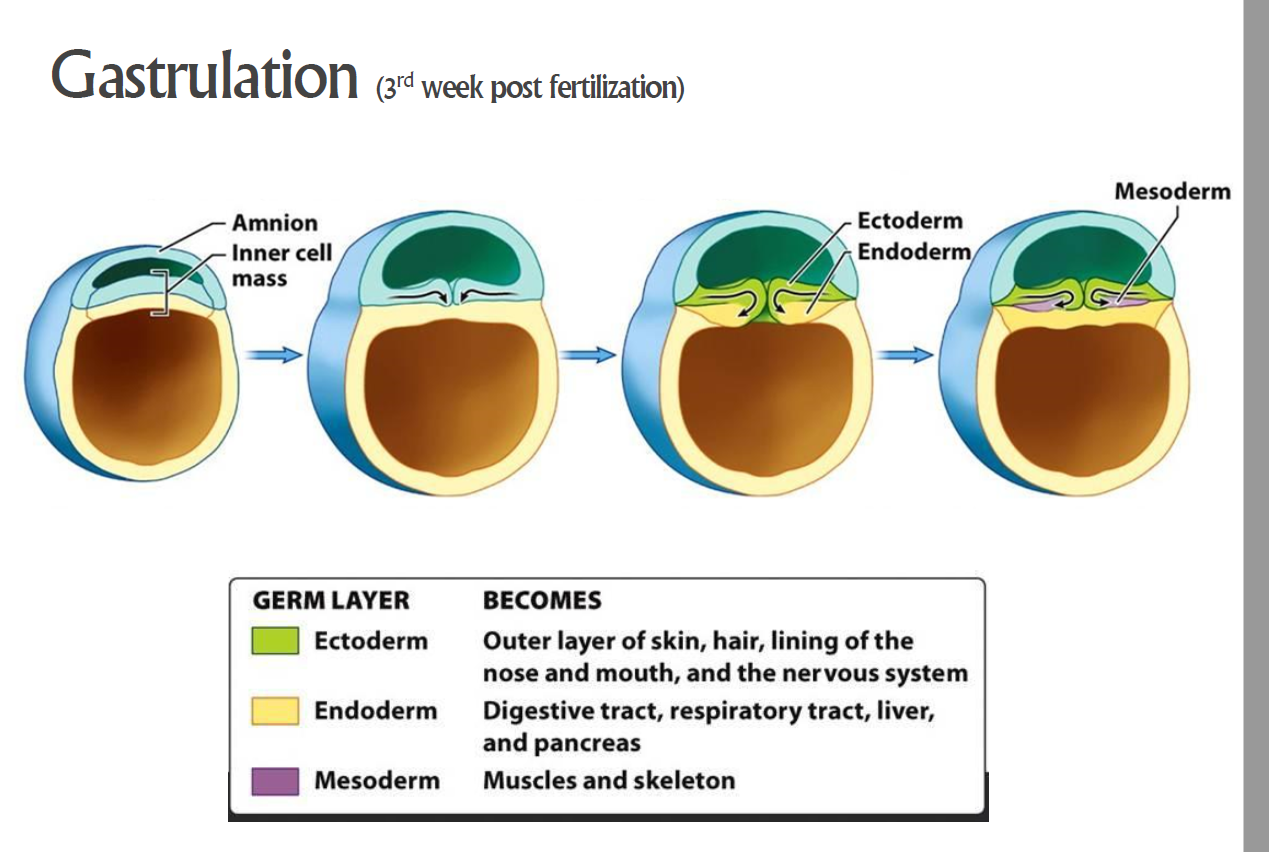 Gastrulation (3rd week post fertilization)
Mesoderm
Amnion
Inner cell
mass
Ectoderm
Endoderm
GERM LAYER BECOMES
Ectoderm Outer layer of skin, hair, lining of the
nose and mouth, and the nervous system
Endoderm Digestive tract, respiratory tract, liver,
and pancreas
Mesoderm Muscles and skeleton